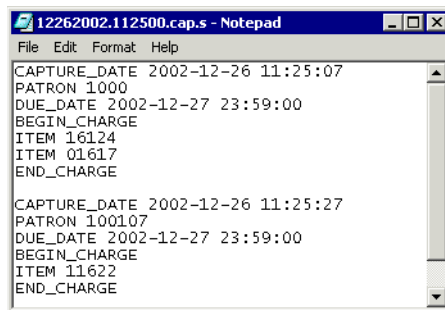 12262002.112500.cap.s - Notepad
File Edit Format Help
CAPTURE_DATE 2002-12-26 11:25:07
PATRON 1000
DUE_DATE 2002-12-27 23:59:00
BEGIN_CHARGE
ITEM 16124
ITEM 01617
END_CHARGE
CAPTURE_DATE 2002-12-26 11:25:27
PATRON 100107
DUE_DATE 2002-12-27 23:59:00
BEGIN_CHARGE
ITEM 11622
END_CHARGE